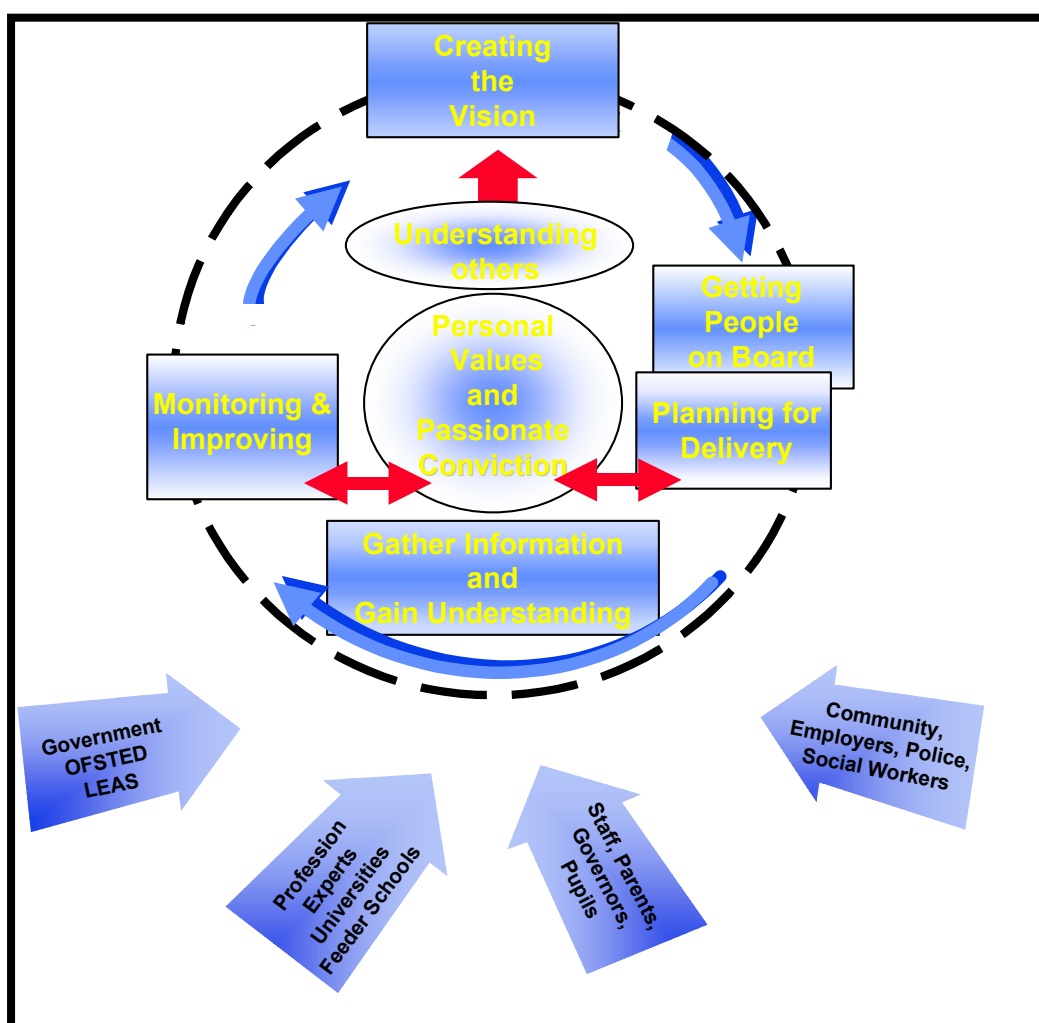 Creating
the
Vision
Understanding
others
Getting
People
on Board
Personal
Values
and
Passionate
Conviction
Monitoring &
Improving
Planning for
Delivery
Gather Information
and
Gain Understanding
Government
OFSTED
LEAS
Community,
Employers, Police,
Social Workers
Profession
Experts
Universities
Feeder Schools
Staff, Parents,
Governors,
Pupils